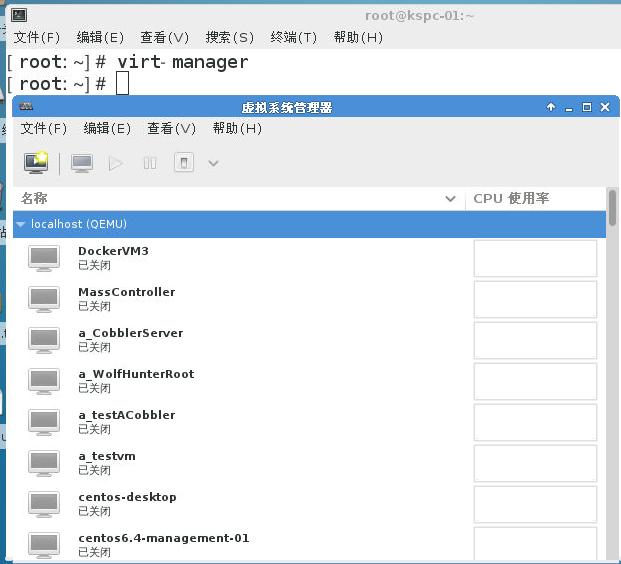 root@kspc-01:~
文件(F) 编辑(E) 查看(V) 搜索(S) 终端(T) 帮助(H)
[root: ~]# virt-manager
[root: ~]#
虚拟系统管理器
文件(F) 编辑(E) 查看(V) 帮助(H)
名称 CPU 使用率
localhost (QEMU)
DockerVM3
已关闭
MassController
已关闭
a_CobblerServer
已关闭
a_WolfHunterRoot
已关闭
a_testACobbler
已关闭
a_testvm
已关闭
centos-desktop
已关闭
centos6.4-management-01
已关闭